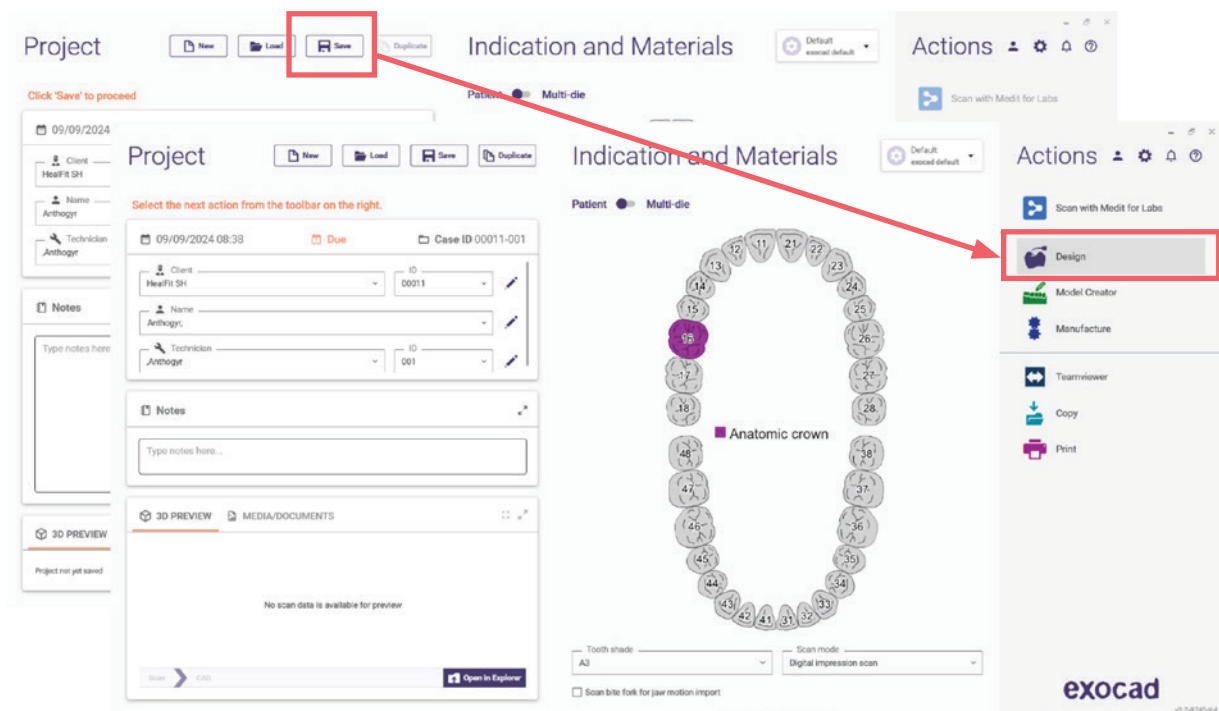 Project
New
Load
Save
Duplicate
Indication and Materials
Default
exocad default
Actions
Click 'Save' to proceed
Patient
Multi-die
Scan with Medit for Labs
09/09/2024
Client
HealFit SH
Name
Anthogyr
Technician
,Anthogyr
Notes
Type notes here
3D PREVIEW
Project not yet saved
Project
New
Load
Save
Duplicate
Indication and Materials
Default
exocad default
Actions
Select the next action from the toolbar on the right.
Patient
Multi-die
Scan with Medit for Labs
09/09/2024 08:38
Due
Case ID 00011-001
Design
Client
HealFit SH
ID
00011
Model Creator
Name
Anthogyr,
Manufacture
Technician
,Anthogyr
ID
001
Teamviewer
Notes
Copy
Type notes here...
Print
12 11 21 22
13 23
14 24
15 25
16 26
17 27
18 28
Anatomic crown
48 38
47 37
46 36
45 35
44 34
43 33
42 41 31 32
3D PREVIEW
MEDIA/DOCUMENTS
No scan data is available for preview
Scan
CAD
Open in Explorer
Tooth shade
A3
Scan mode
Digital impression scan
Scan bite fork for jaw motion import
exocad